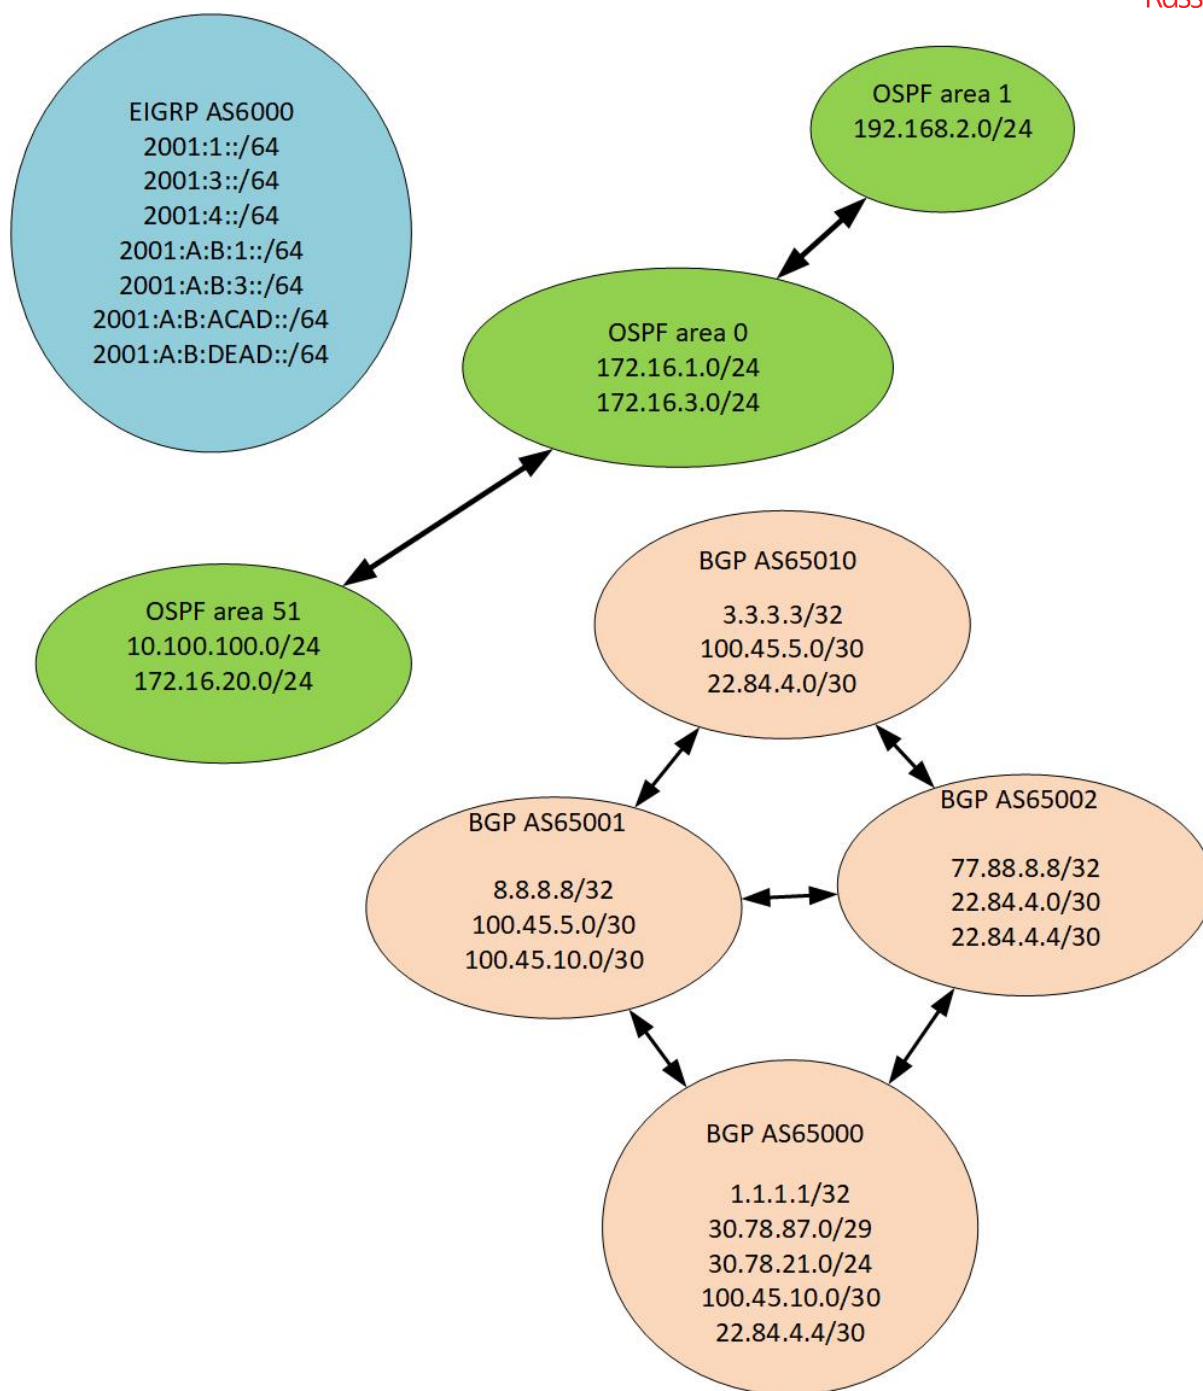 EIGRP AS6000
2001:1::/64
2001:3::/64
2001:4::/64
2001:A:B:1::/64
2001:A:B:3::/64
2001:A:B:ACAD::/64
2001:A:B:DEAD::/64
OSPF area 1
192.168.2.0/24
OSPF area 0
172.16.1.0/24
172.16.3.0/24
OSPF area 51
10.100.100.0/24
172.16.20.0/24
BGP AS65010
3.3.3.3/32
100.45.5.0/30
22.84.4.0/30
BGP AS65001
8.8.8.8/32
100.45.5.0/30
100.45.10.0/30
BGP AS65002
77.88.8.8/32
22.84.4.0/30
22.84.4.4/30
BGP AS65000
1.1.1.1/32
30.78.87.0/29
30.78.21.0/24
100.45.10.0/30
22.84.4.4/30